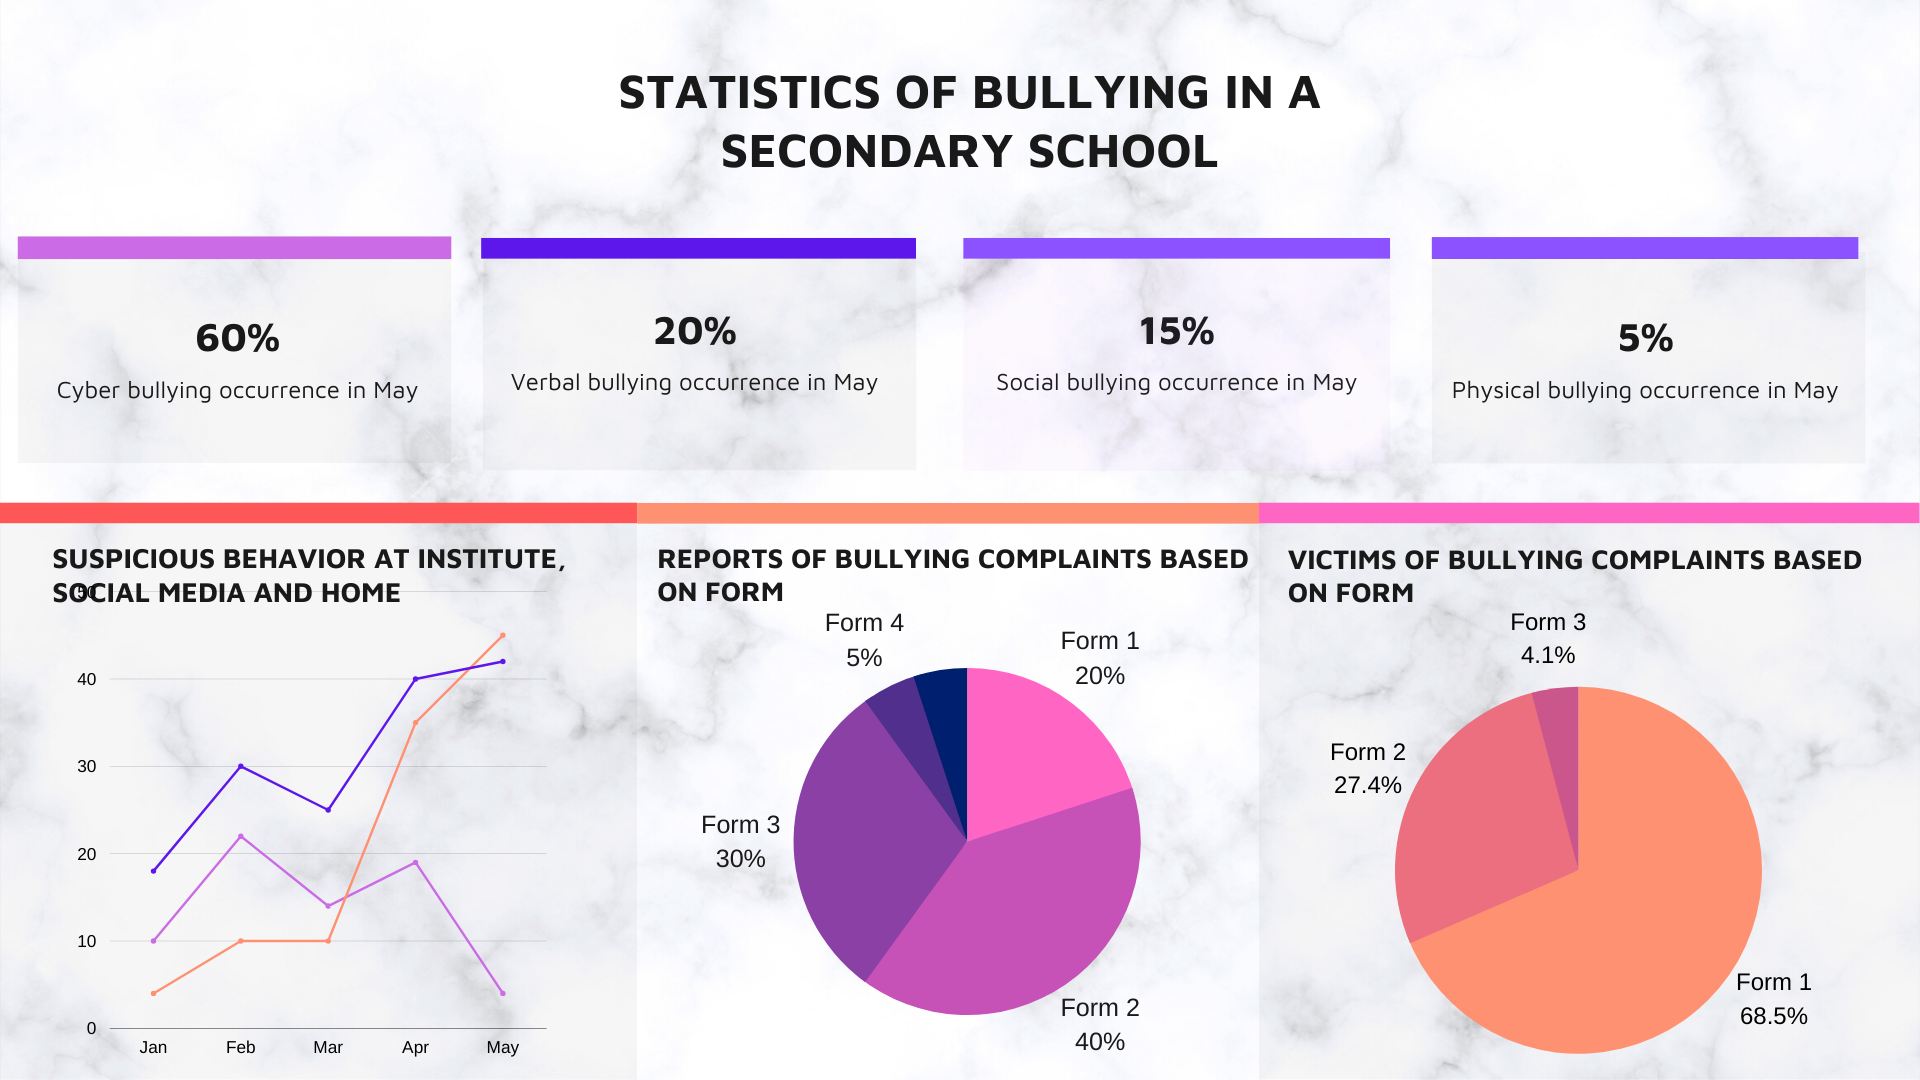 STATISTICS OF BULLYING IN A
SECONDARY SCHOOL
60%
Cyber bullying occurrence in May
20%
Verbal bullying occurrence in May
15%
Social bullying occurrence in May
5%
Physical bullying occurrence in May
SUSPICIOUS BEHAVIOR AT INSTITUTE,
SOCIAL MEDIA AND HOME
50
40
30
20
10
0
Jan
Feb
Mar
Apr
May
REPORTS OF BULLYING COMPLAINTS BASED
ON FORM
Form 4
5%
Form 1
20%
Form 3
30%
Form 2
40%
VICTIMS OF BULLYING COMPLAINTS BASED
ON FORM
Form 3
4.1%
Form 2
27.4%
Form 1
68.5%